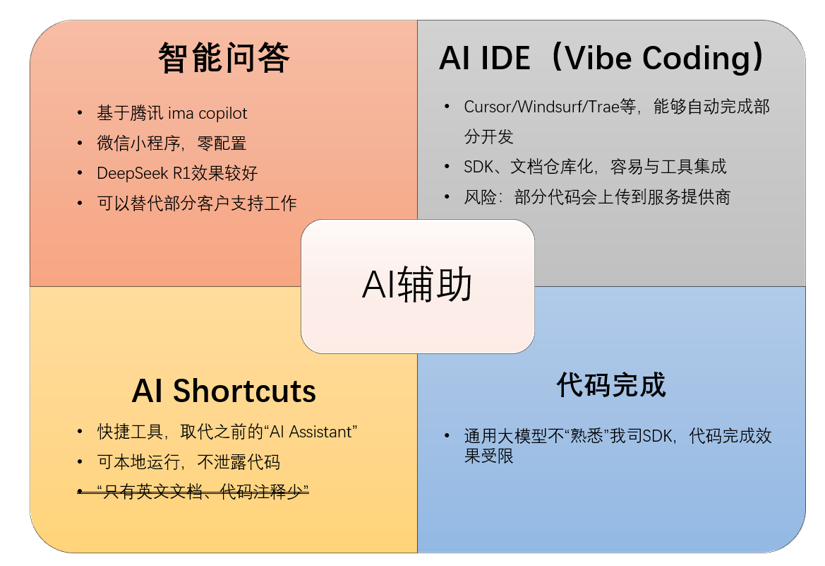 智能问答
• 基于腾讯 ima copilot
• 微信小程序，零配置
• DeepSeek R1效果较好
• 可以替代部分客户支持工作
AI IDE（Vibe Coding）
• Cursor/Windsurf/Trae等，能够自动完成部
分开发
• SDK、文档仓库化，容易与工具集成
• 风险：部分代码会上传到服务提供商
AI辅助
AI Shortcuts
• 快捷工具，取代之前的“AI Assistant”
• 可本地运行，不泄露代码
• “只有英文文档、代码注释少”
代码完成
• 通用大模型不“熟悉”我司SDK，代码完成效
果受限